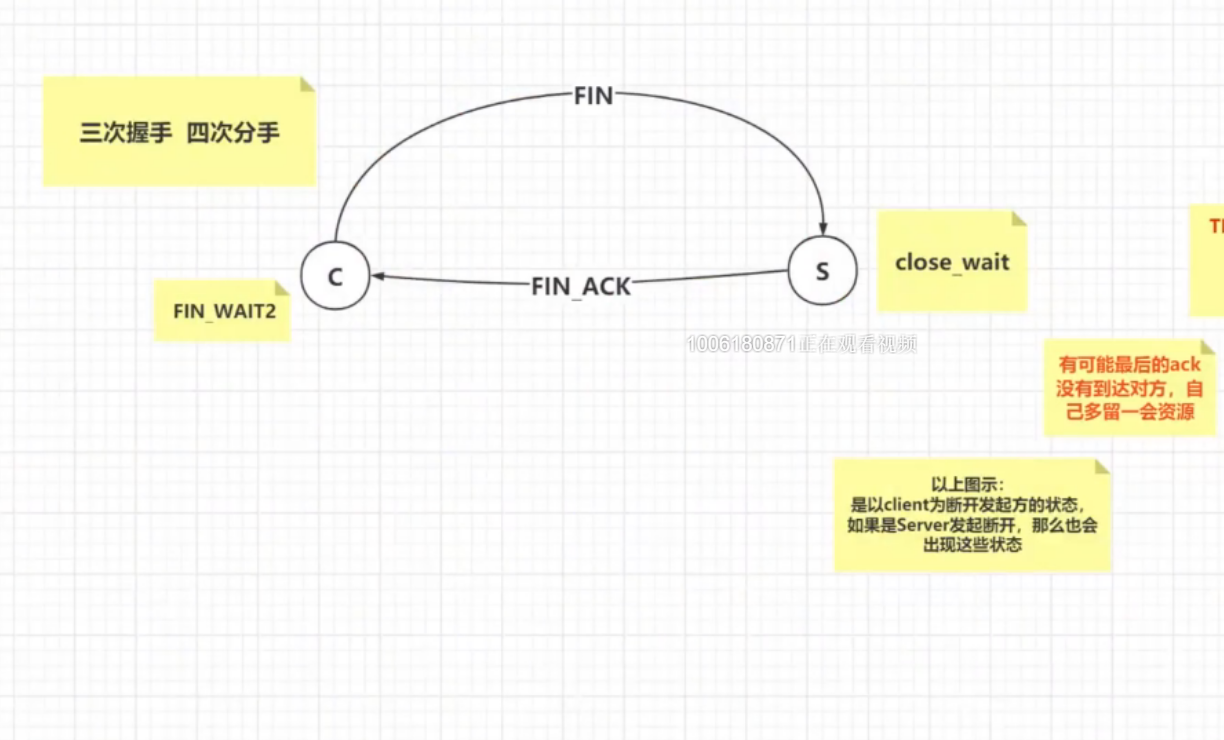 FIN
三次握手 四次分手
C
S
close_wait
FIN_ACK
FIN_WAIT2
1006180871正在观看视频
有可能最后的ack
没有到达对方，自
己多留一会资源
以上图示：
是以client为断开发起方的状态，
如果是Server发起断开，那么也会
出现这些状态